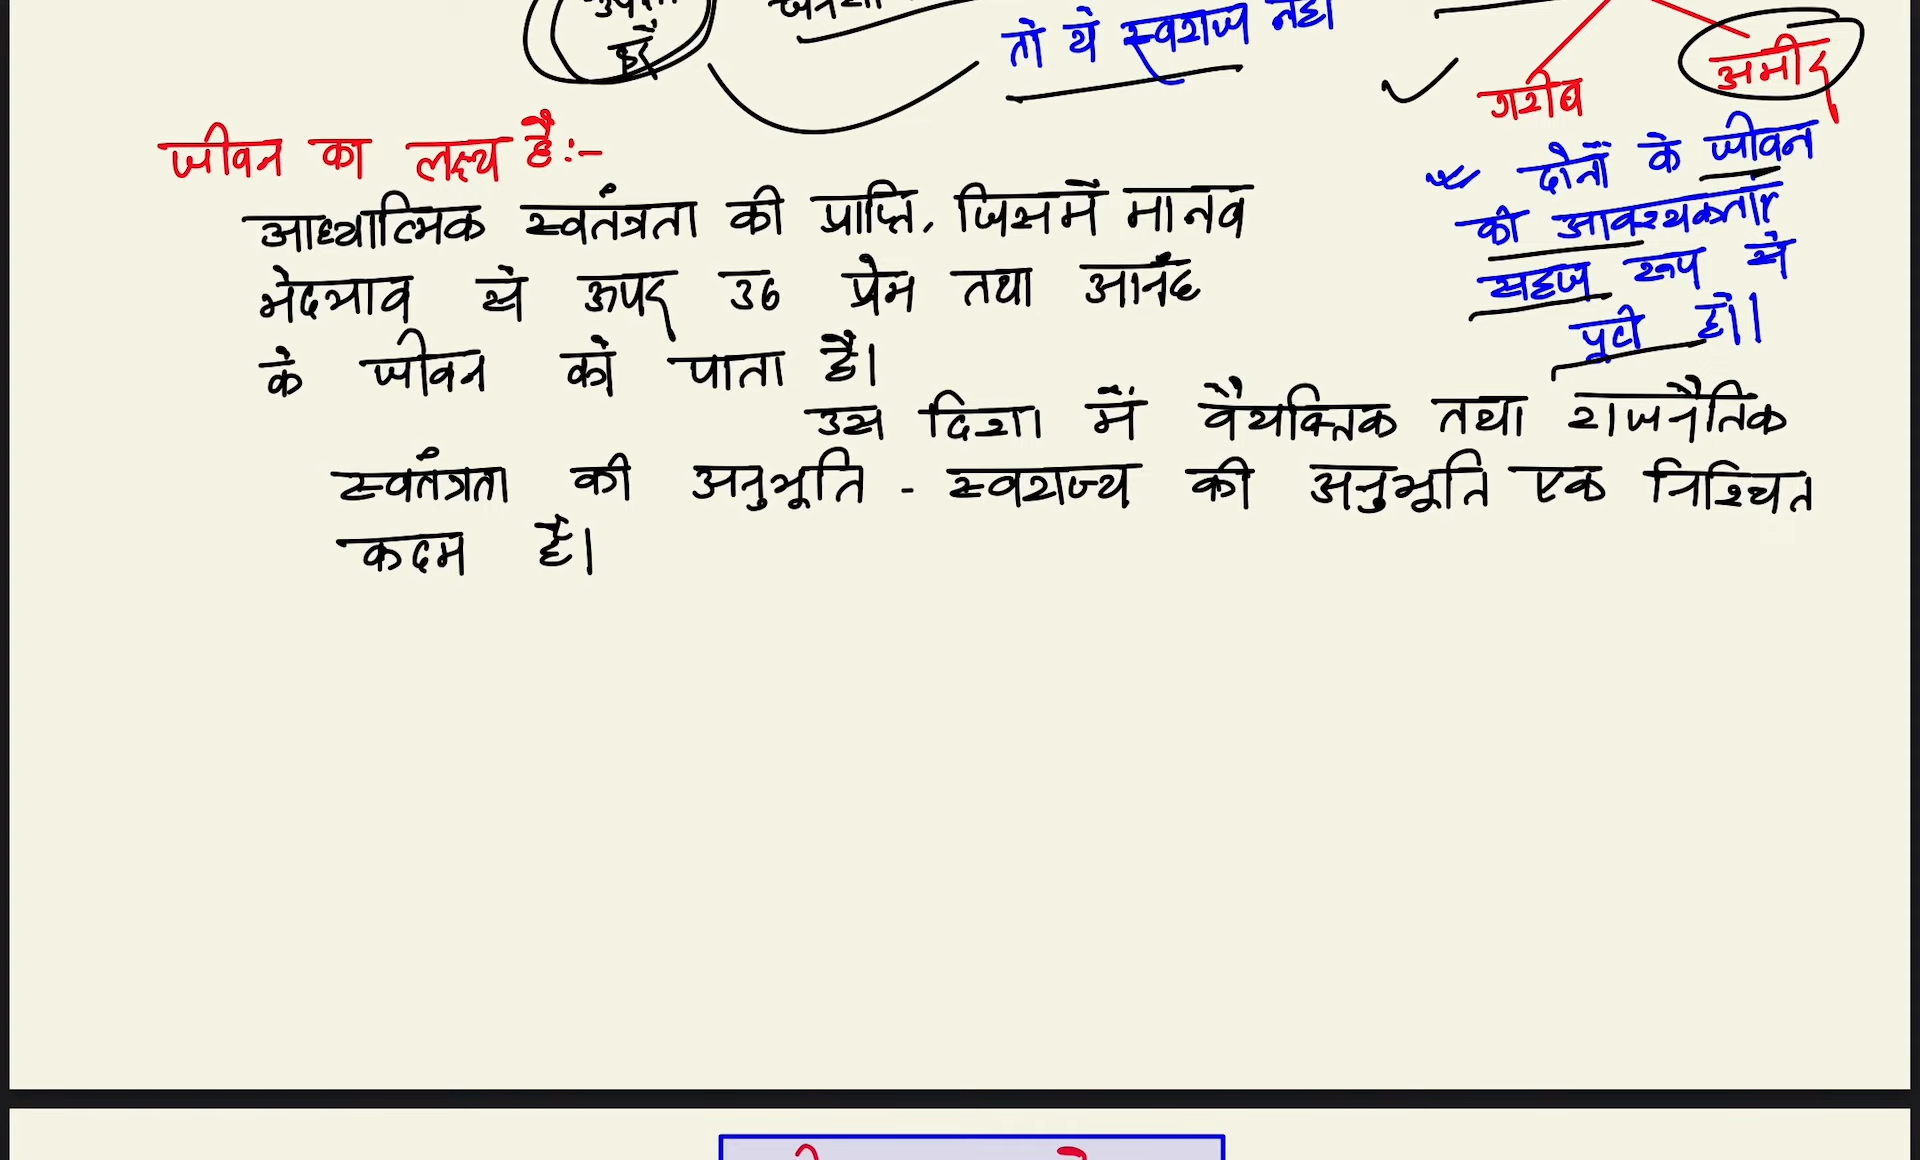 हुई
तो ये स्वराज नहीं
गरीब
अमीर
जीवन का लक्ष्य है:-
आध्यात्मिक स्वतंत्रता की प्राप्ति, जिसमें मानव
भेदभाव से ऊपर उठ प्रेम तथा आनंद
के जीवन को पाता है।
दोनों के जीवन
की आवश्यकताएं
सहज रूप से
पूरी हों।
उस दिशा में वैयक्तिक तथा राजनैतिक
स्वतंत्रता की अनुभूति - स्वराज्य की अनुभूति एक निश्चित
कदम है।